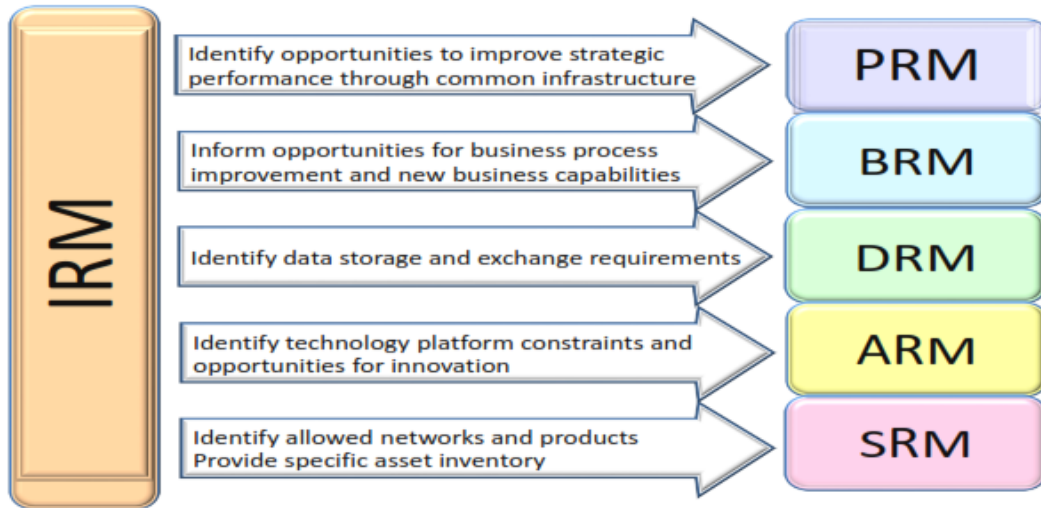 IRM
Identify opportunities to improve strategic
performance through common infrastructure
PRM
Inform opportunities for business process
improvement and new business capabilities
BRM
Identify data storage and exchange requirements
DRM
Identify technology platform constraints and
opportunities for innovation
ARM
Identify allowed networks and products
Provide specific asset inventory
SRM